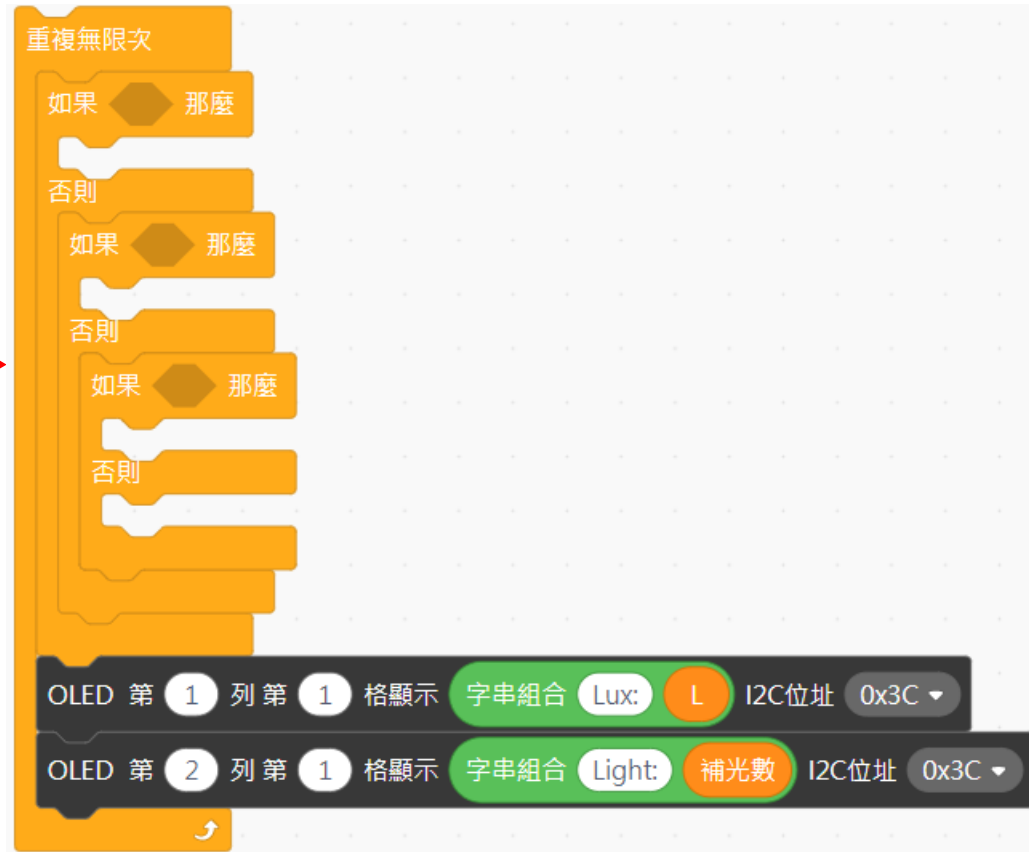 重複無限次
如果 那麼
否則
如果 那麼
否則
如果 那麼
否則
OLED 第 1 列 第 1 格顯示 字串組合 Lux: L I2C位址 0x3C
OLED 第 2 列 第 1 格顯示 字串組合 Light: 補光數 I2C位址 0x3C